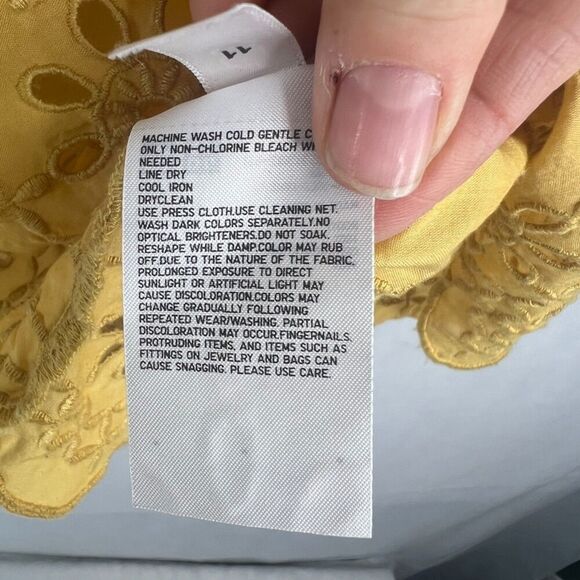 11
MACHINE WASH COLD GENTLE C
ONLY NON-CHLORINE BLEACH WH
NEEDED
LINE DRY
COOL IRON
DRYCLEAN
USE PRESS CLOTH.USE CLEANING NET.
WASH DARK COLORS SEPARATELY.NO
OPTICAL BRIGHTENERS.DO NOT SOAK.
RESHAPE WHILE DAMP.COLOR MAY RUB
OFF.DUE TO THE NATURE OF THE FABRIC,
PROLONGED EXPOSURE TO DIRECT
SUNLIGHT OR ARTIFICIAL LIGHT MAY
CAUSE DISCOLORATION.COLORS MAY
CHANGE GRADUALLY FOLLOWING
REPEATED WEAR/WASHING. PARTIAL
DISCOLORATION MAY OCCUR.FINGERNAILS,
PROTRUDING ITEMS, AND ITEMS SUCH AS
FITTINGS ON JEWELRY AND BAGS CAN
CAUSE SNAGGING. PLEASE USE CARE.